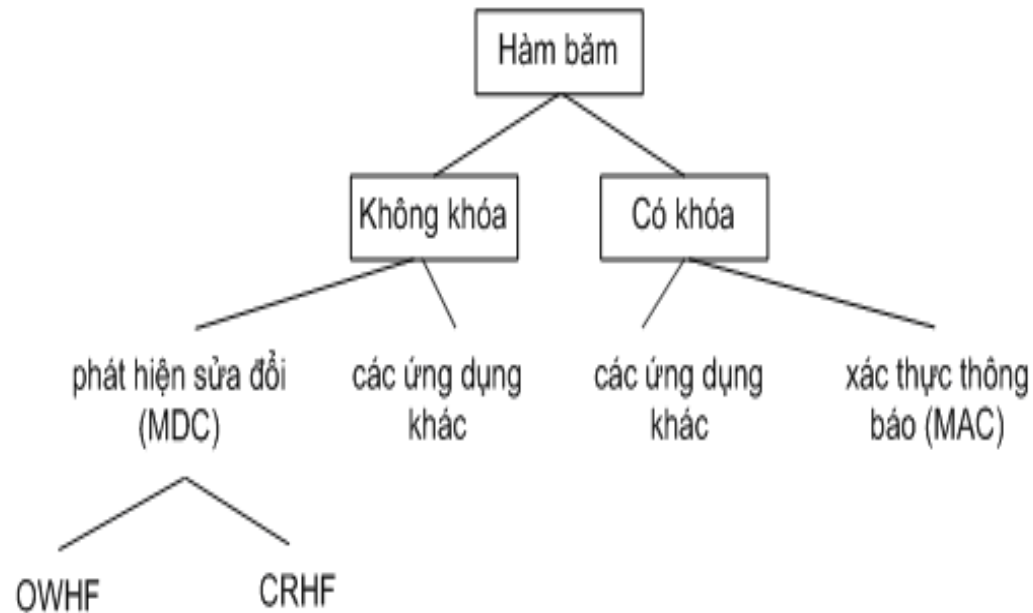 Hàm băm
Không khóa
Có khóa
phát hiện sửa đổi
(MDC)
các ứng dụng
khác
các ứng dụng
khác
xác thực thông
báo (MAC)
OWHF
CRHF